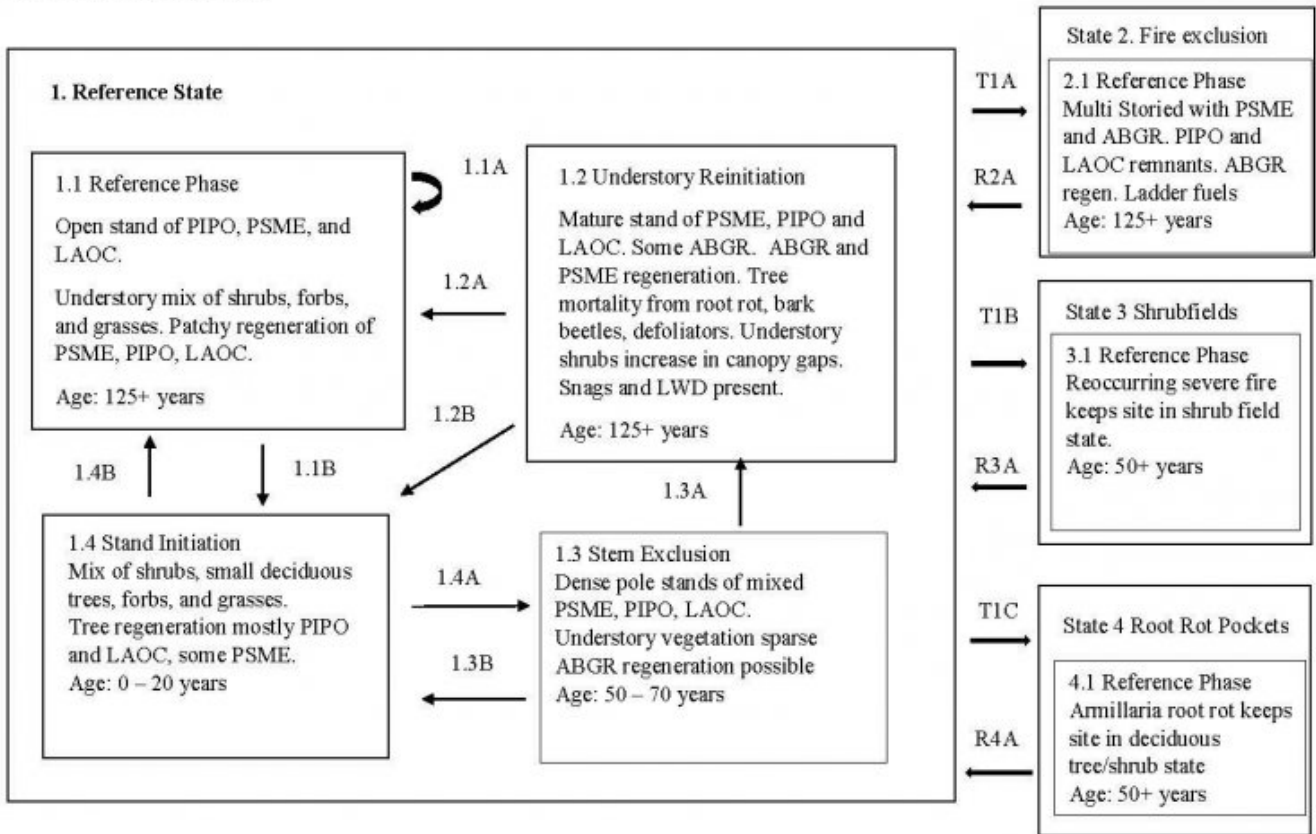 1. Reference State
1.1 Reference Phase
Open stand of PIPO, PSME, and
LAOC.
Understory mix of shrubs, forbs,
and grasses. Patchy regeneration of
PSME, PIPO, LAOC.
Age: 125+ years
1.1A
1.2 Understory Reinitiation
Mature stand of PSME, PIPO and
LAOC. Some ABGR. ABGR and
PSME regeneration. Tree
mortality from root rot, bark
beetles, defoliators. Understory
shrubs increase in canopy gaps.
Snags and LWD present.
Age: 125+ years
1.2A
1.2B
1.4B
1.1B
1.3A
1.4 Stand Initiation
Mix of shrubs, small deciduous
trees, forbs, and grasses.
Tree regeneration mostly PIPO
and LAOC, some PSME.
Age: 0 – 20 years
1.4A
1.3B
1.3 Stem Exclusion
Dense pole stands of mixed
PSME, PIPO, LAOC.
Understory vegetation sparse
ABGR regeneration possible
Age: 50 – 70 years
T1A
R2A
State 2. Fire exclusion
2.1 Reference Phase
Multi Storied with PSME
and ABGR. PIPO and
LAOC remnants. ABGR
regen. Ladder fuels
Age: 125+ years
T1B
R3A
State 3 Shrubfields
3.1 Reference Phase
Reoccurring severe fire
keeps site in shrub field
state.
Age: 50+ years
T1C
R4A
State 4 Root Rot Pockets
4.1 Reference Phase
Armillaria root rot keeps
site in deciduous
tree/shrub state
Age: 50+ years